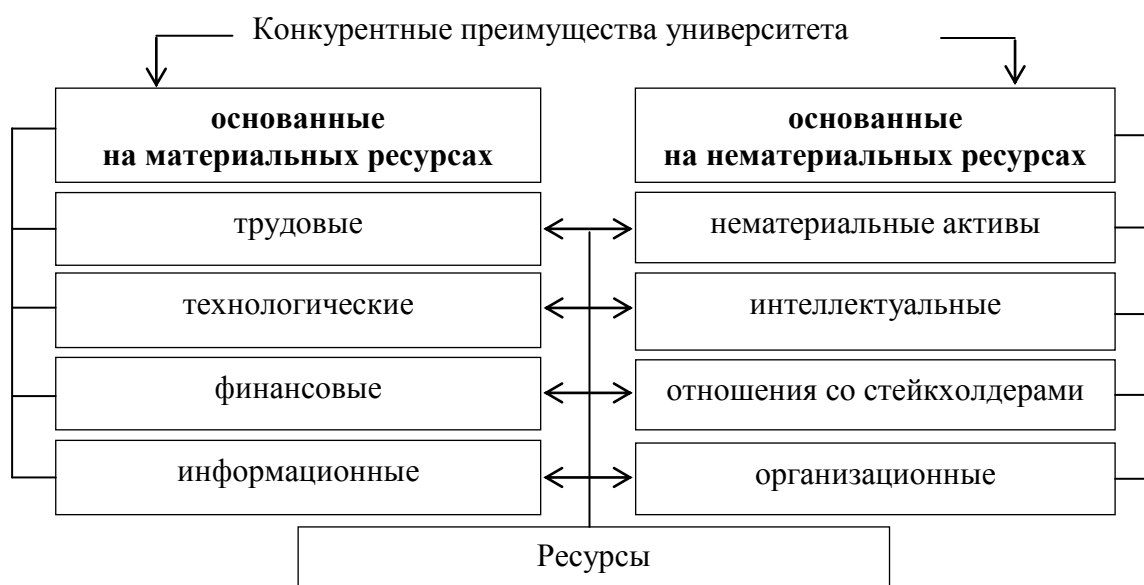 Конкурентные преимущества университета
основанные
на материальных ресурсах
основанные
на нематериальных ресурсах
трудовые
нематериальные активы
технологические
интеллектуальные
финансовые
отношения со стейкхолдерами
информационные
организационные
Ресурсы